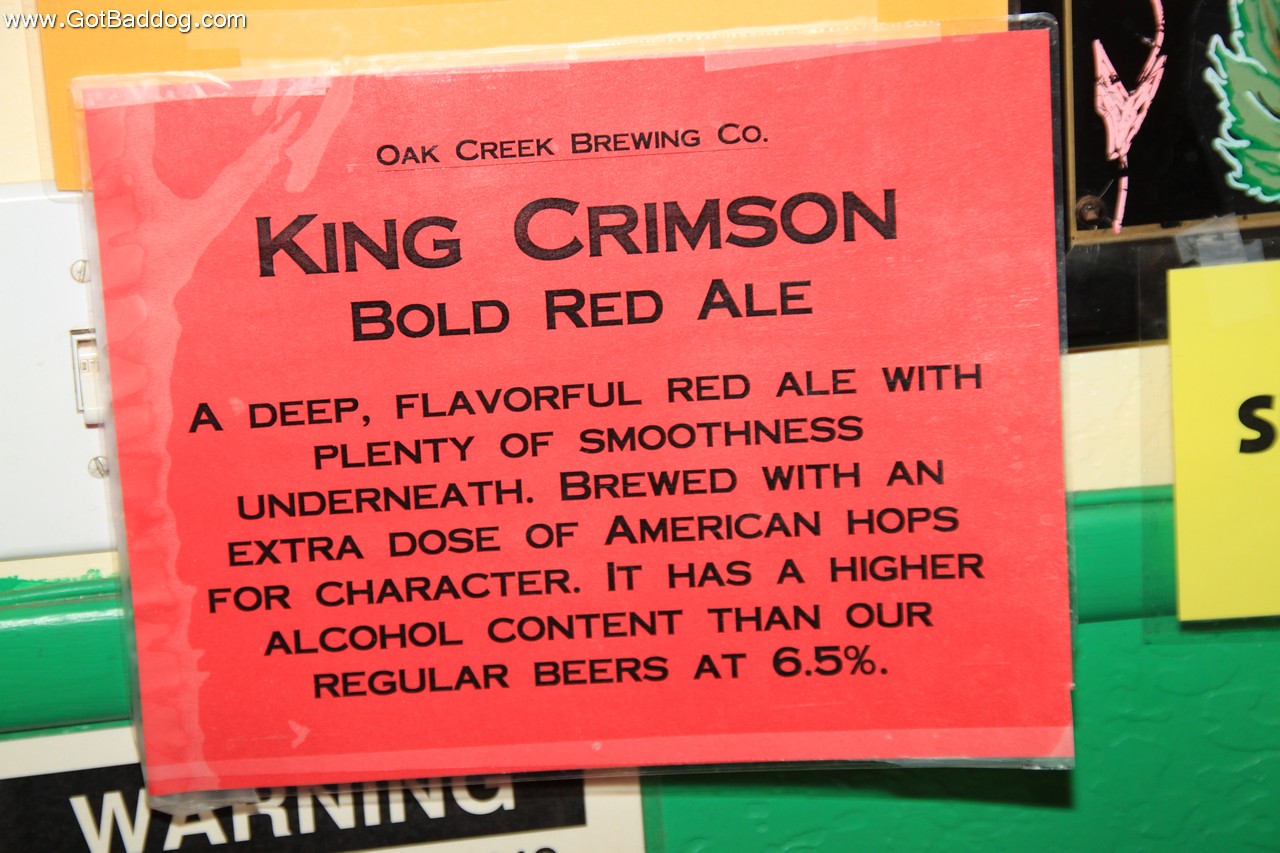 www.GotBaddog.com
Oak Creek Brewing Co.
King Crimson
Bold Red Ale
A DEEP, FLAVORFUL RED ALE WITH
PLENTY OF SMOOTHNESS
UNDERNEATH. BREWED WITH AN
EXTRA DOSE OF AMERICAN HOPS
FOR CHARACTER. IT HAS A HIGHER
ALCOHOL CONTENT THAN OUR
REGULAR BEERS AT 6.5%.
S
WARNING